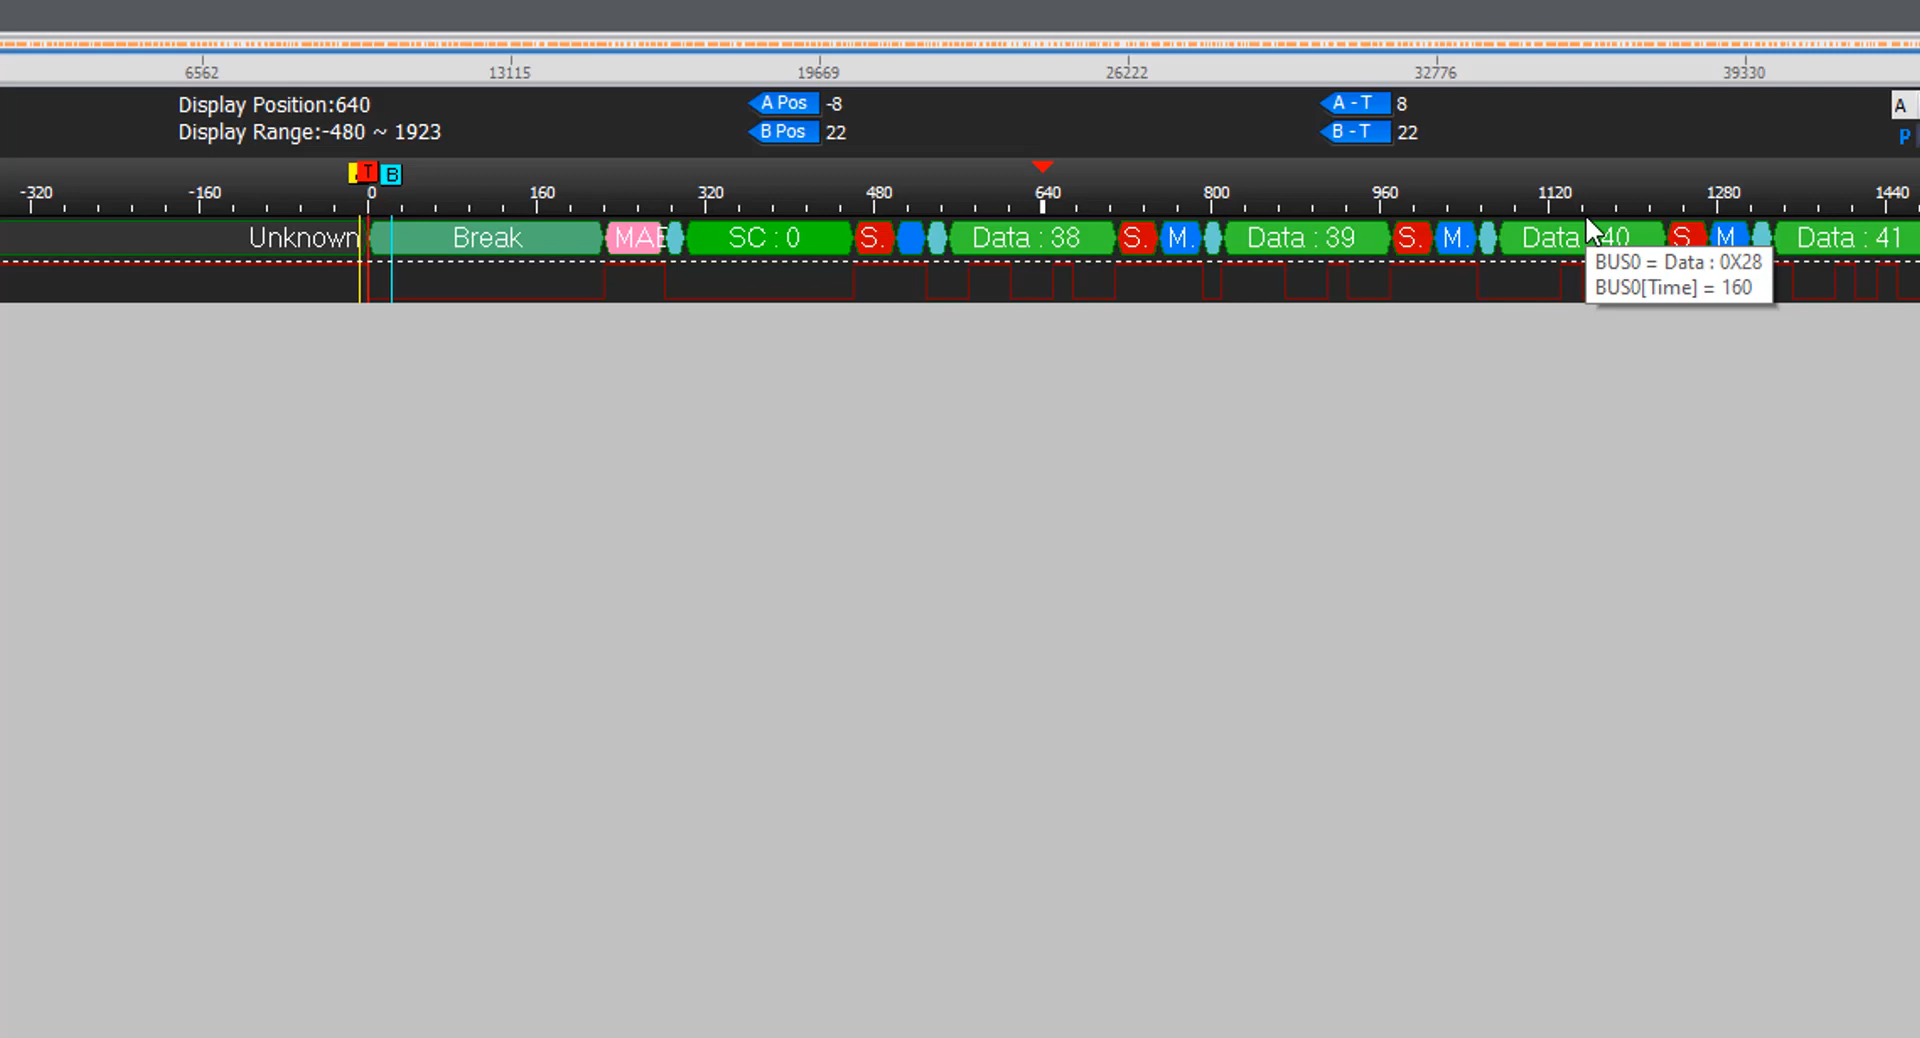 6562 13115 19669 26222 32776 39330
Display Position:640 A Pos -8 A - T 8 A
Display Range:-480 ~ 1923 B Pos 22 B - T 22 P
T B
-320 -160 0 160 320 480 640 800 960 1120 1280 1440
Unknown Break MAB SC : 0 S. Data : 38 S. M. Data : 39 S. M. Data 40 S M Data : 41
BUS0 = Data : 0X28
BUS0[Time] = 160